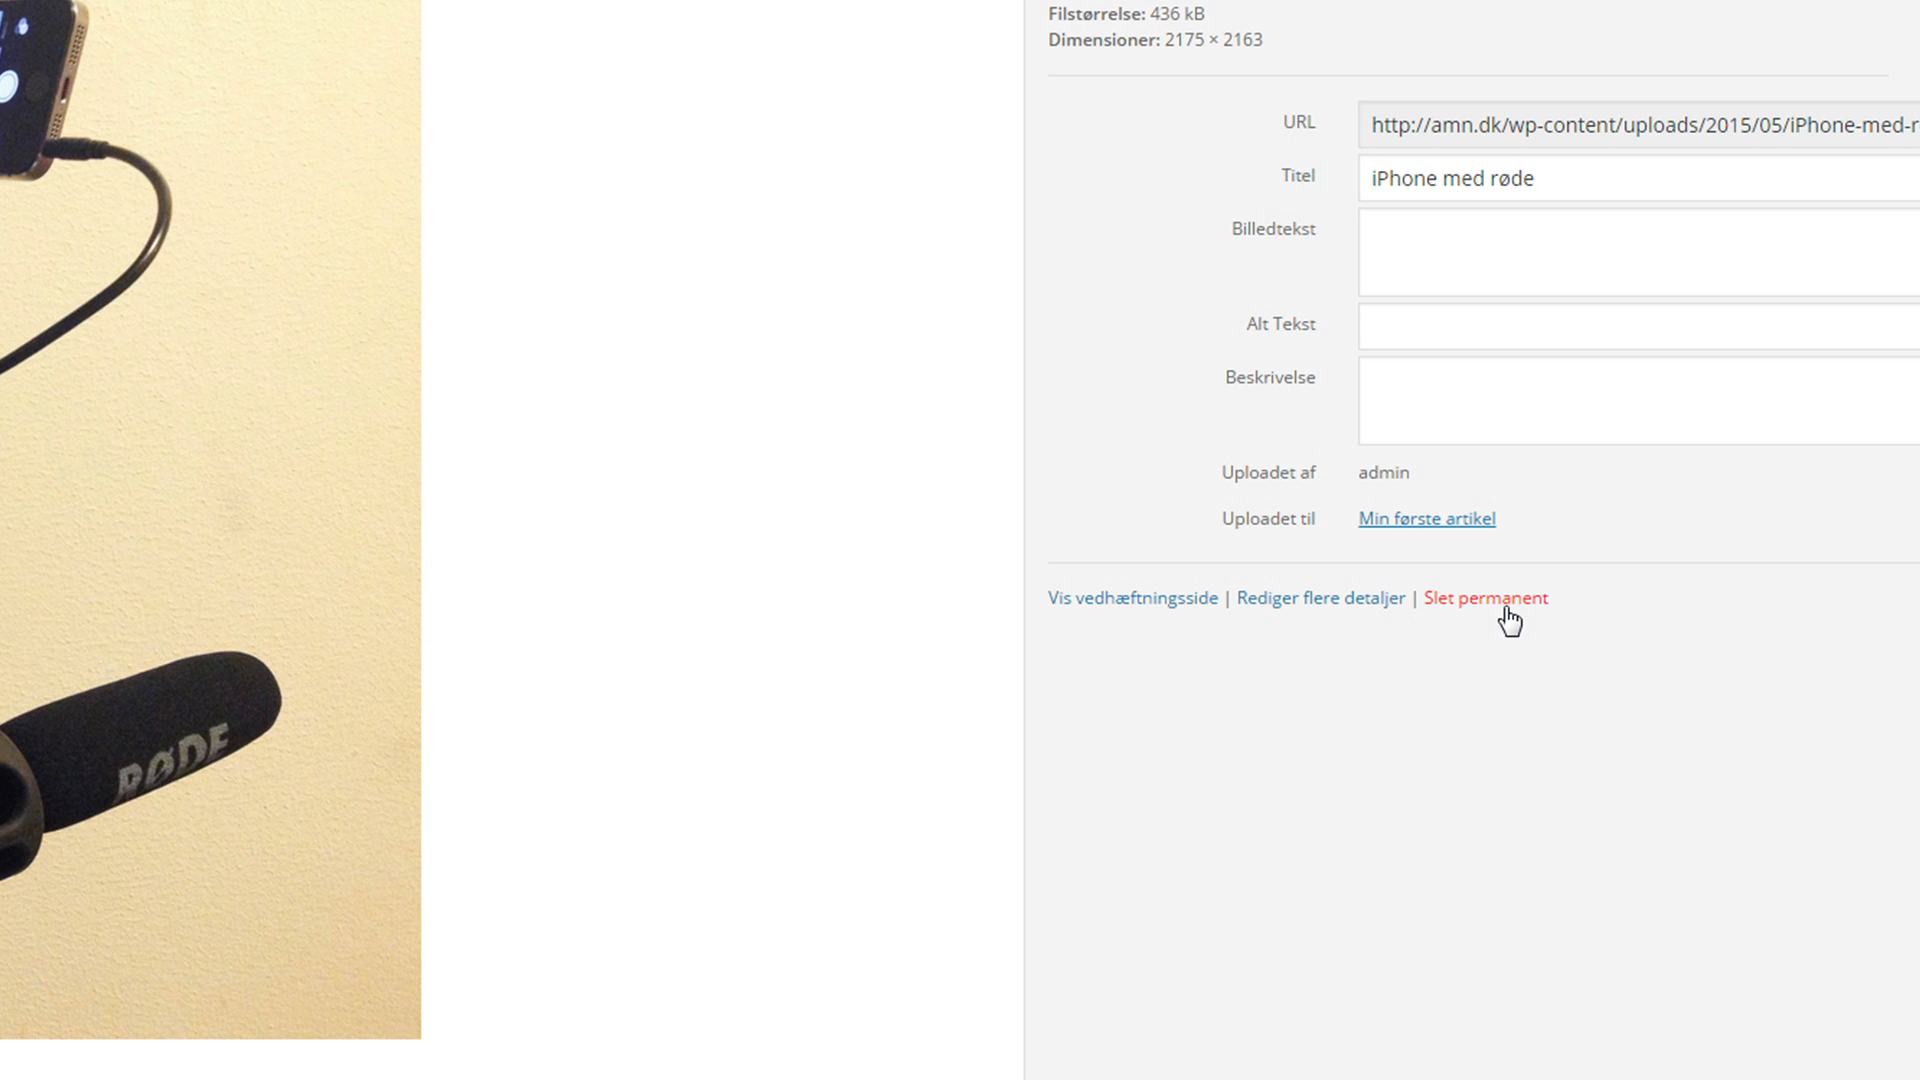 Filstørrelse: 436 kB
Dimensioner: 2175 × 2163
URL
http://amn.dk/wp-content/uploads/2015/05/iPhone-med-r
Titel
iPhone med røde
Billedtekst
Alt Tekst
Beskrivelse
Uploadet af
admin
Uploadet til
Min første artikel
Vis vedhæftningsside | Rediger flere detaljer | Slet permanent
RØDE